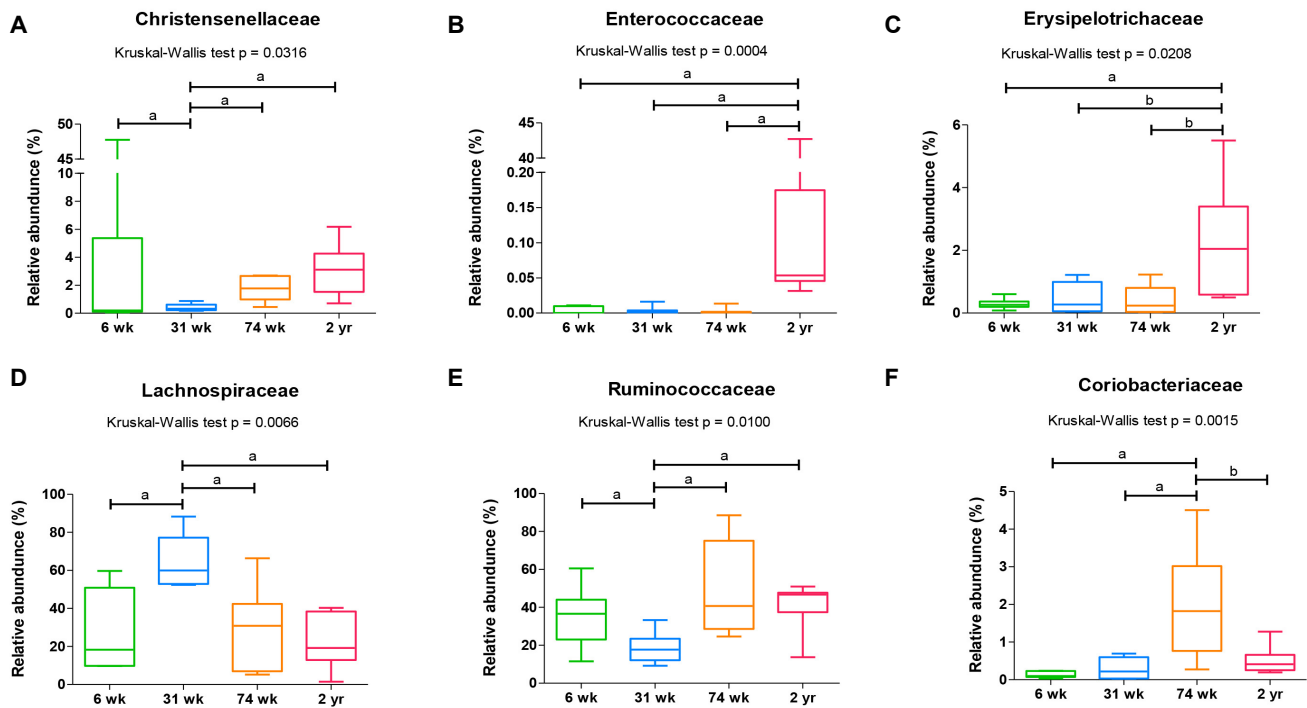 A
Christensenellaceae
Kruskal-Wallis test p = 0.0316
a
a
a
Relative abundunce (%)
50
45
10
8
6
4
2
0
6 wk
31 wk
74 wk
2 yr
B
Enterococcaceae
Kruskal-Wallis test p = 0.0004
a
a
a
Relative abundunce (%)
45
40
0.20
0.15
0.10
0.05
0.00
6 wk
31 wk
74 wk
2 yr
C
Erysipelotrichaceae
Kruskal-Wallis test p = 0.0208
a
b
b
Relative abundunce (%)
6
4
2
0
6 wk
31 wk
74 wk
2 yr
D
Lachnospiraceae
Kruskal-Wallis test p = 0.0066
a
a
a
Relative abundunce (%)
100
80
60
40
20
0
6 wk
31 wk
74 wk
2 yr
E
Ruminococcaceae
Kruskal-Wallis test p = 0.0100
a
a
a
Relative abundunce (%)
100
80
60
40
20
0
6 wk
31 wk
74 wk
2 yr
F
Coriobacteriaceae
Kruskal-Wallis test p = 0.0015
a
b
a
Relative abundunce (%)
5
4
3
2
1
0
6 wk
31 wk
74 wk
2 yr